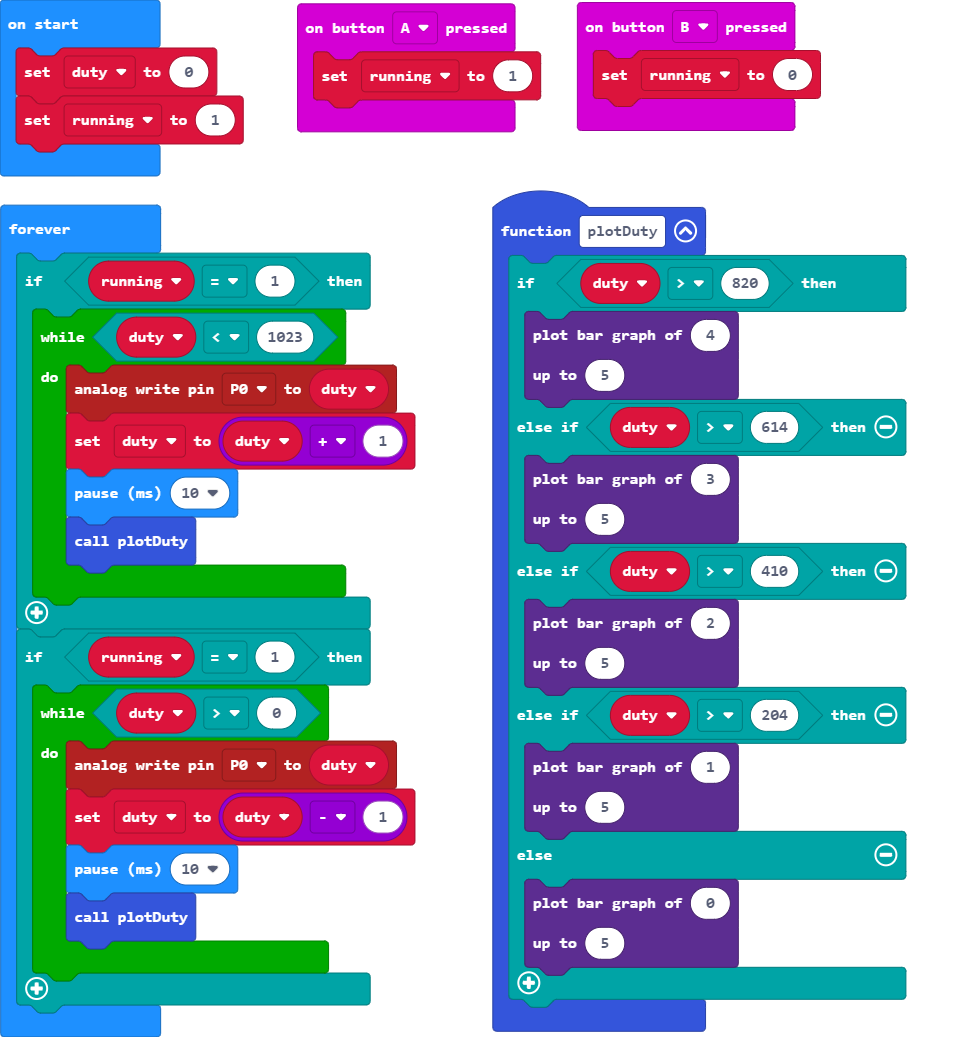 on start
set duty to 0
set running to 1
on button A pressed
set running to 1
on button B pressed
set running to 0
forever
if running = 1 then
while duty < 1023
do
analog write pin P0 to duty
set duty to duty + 1
pause (ms) 10
call plotDuty
if running = 1 then
while duty > 0
do
analog write pin P0 to duty
set duty to duty - 1
pause (ms) 10
call plotDuty
function plotDuty
if duty > 820 then
plot bar graph of 4
up to 5
else if duty > 614 then
plot bar graph of 3
up to 5
else if duty > 410 then
plot bar graph of 2
up to 5
else if duty > 204 then
plot bar graph of 1
up to 5
else
plot bar graph of 0
up to 5